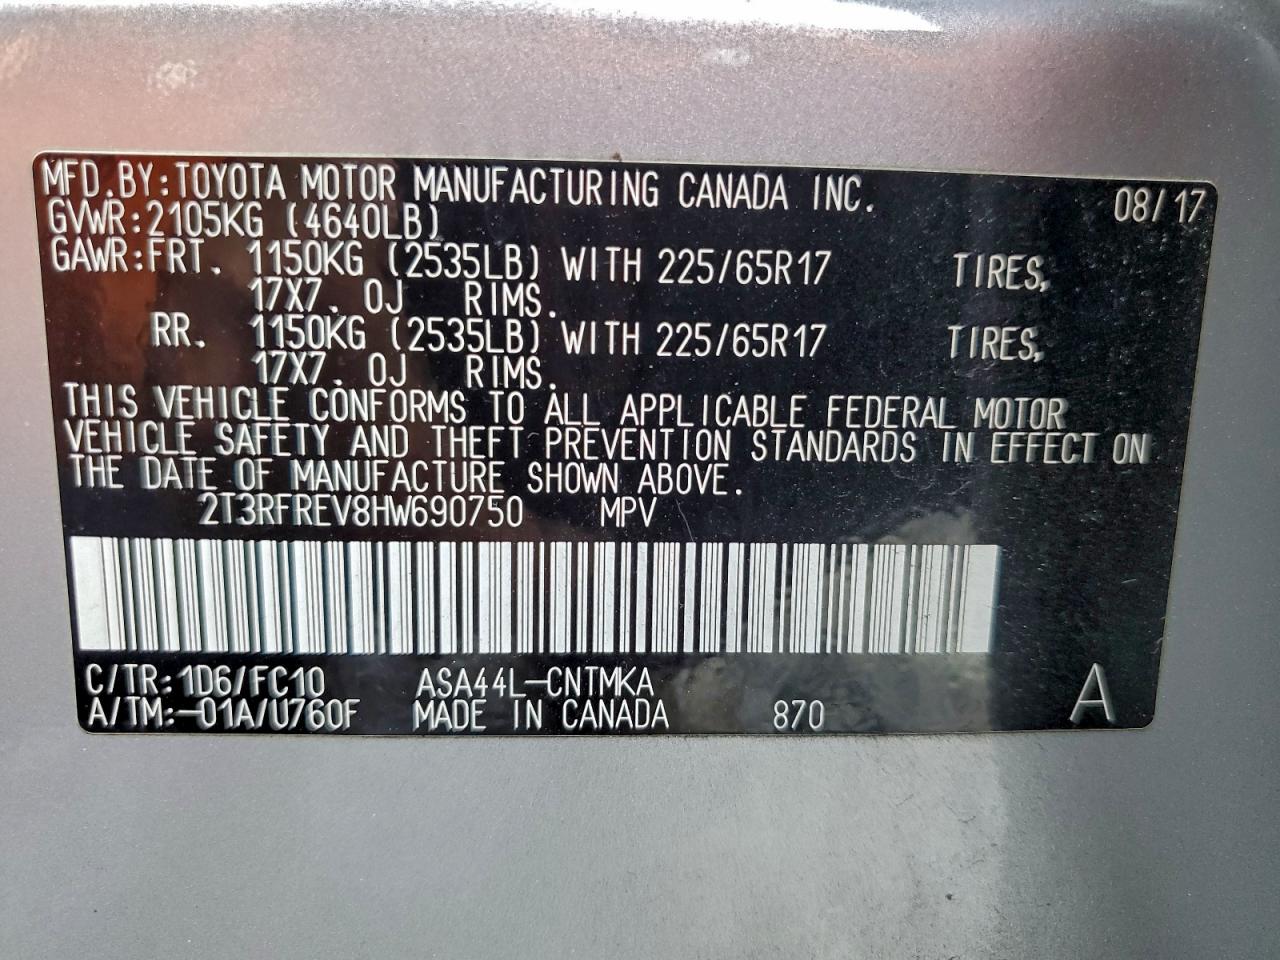 MFD.BY:TOYOTA MOTOR MANUFACTURING CANADA INC. 08/17
GVWR:2105KG (4640LB)
GAWR:FRT. 1150KG (2535LB) WITH 225/65R17 TIRES,
17X7.0J RIMS.
RR. 1150KG (2535LB) WITH 225/65R17 TIRES,
17X7.0J RIMS.
THIS VEHICLE CONFORMS TO ALL APPLICABLE FEDERAL MOTOR
VEHICLE SAFETY AND THEFT PREVENTION STANDARDS IN EFFECT ON
THE DATE OF MANUFACTURE SHOWN ABOVE.
2T3RFREV8HW690750 MPV
C/TR:1D6/FC10 ASA44L-CNTMKA
A/TM:-01A/U760F MADE IN CANADA 870 A